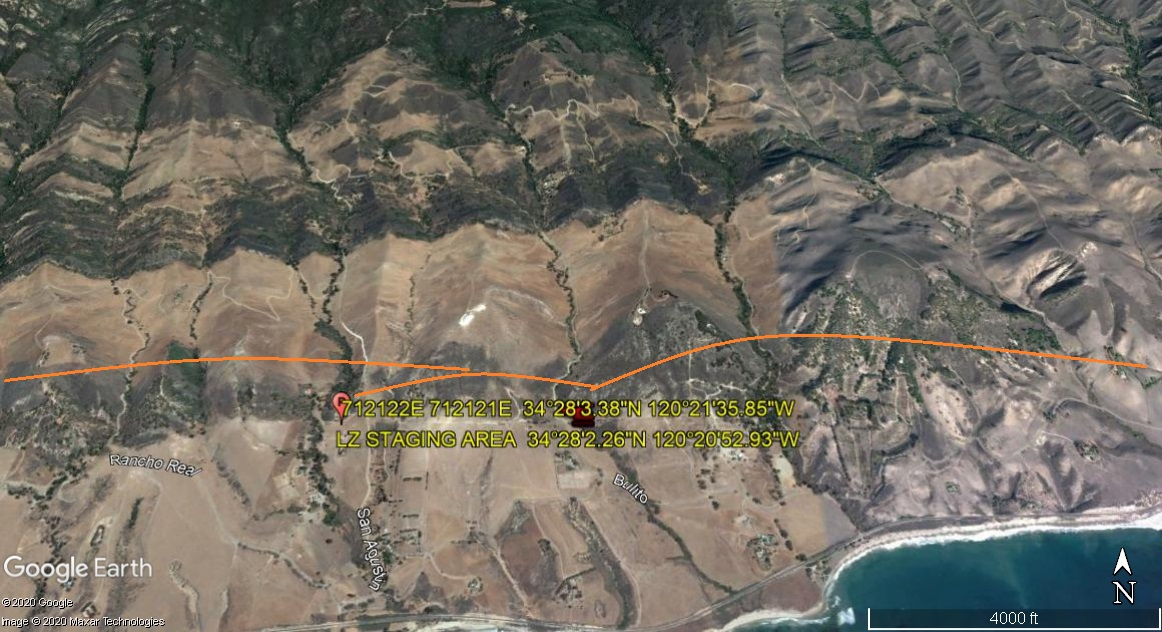 712122E 712121E 34°28'3.38"N 120°21'35.85"W
LZ STAGING AREA 34°28'2.26"N 120°20'52.93"W
Rancho Real
Bulito
San Agustin
Google Earth
©2020 Google
Image © 2020 Maxar Technologies
N
4000 ft